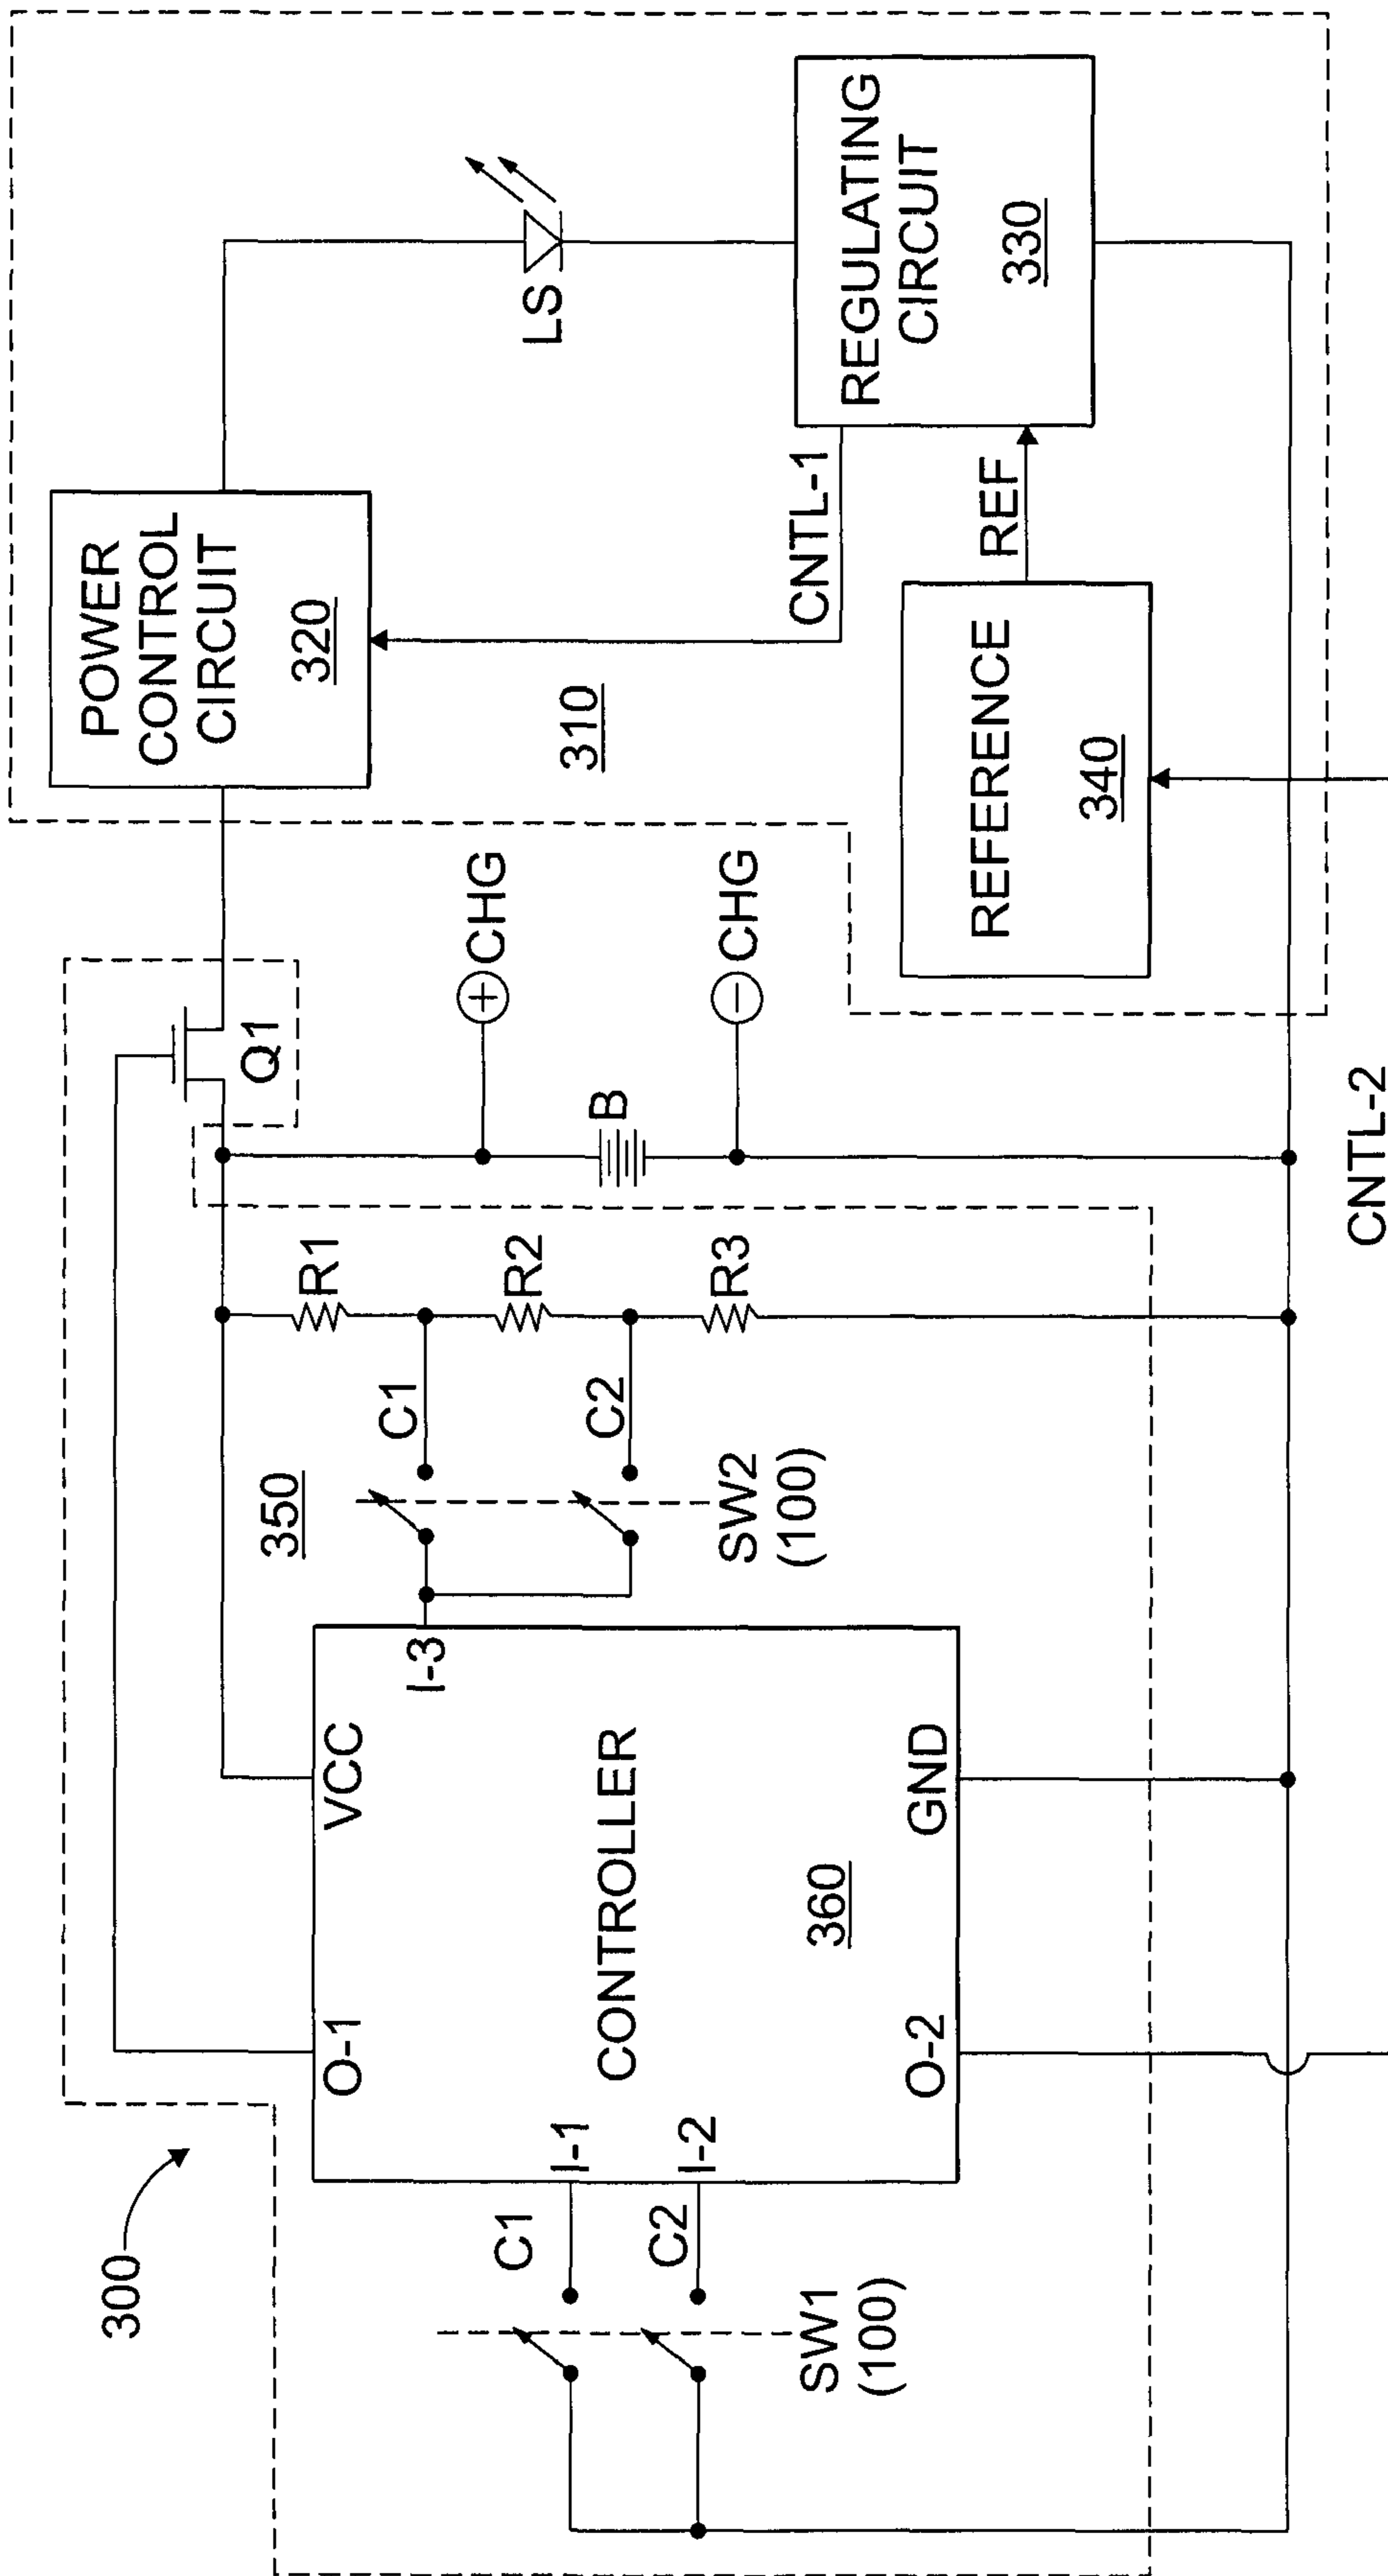 300
O-1
VCC
I-1
I-2
I-3
CONTROLLER
360
O-2
GND
C1
C2
SW1
(100)
350
C1
C2
SW2
(100)
R1
R2
R3
Q1
B
CHG
CHG
POWER
CONTROL
CIRCUIT
320
310
LS
CNTL-1
REGULATING
CIRCUIT
330
REF
REFERENCE
340
CNTL-2